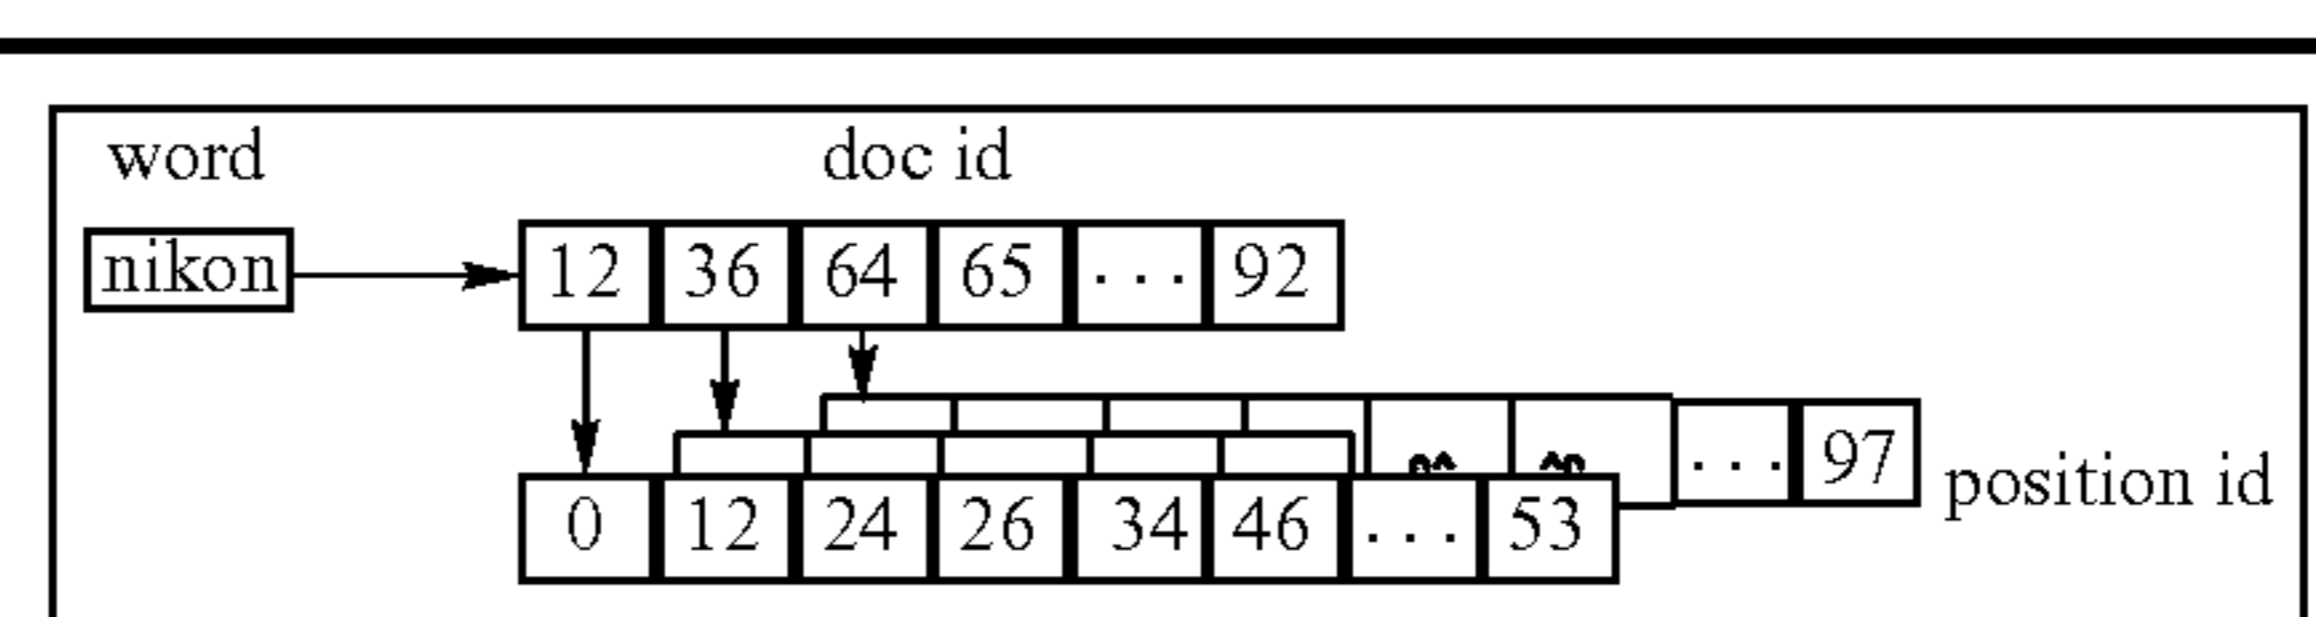 word doc id
nikon 12 36 64 65 ... 92
... 97 position id
0 12 24 26 34 46 ... 53